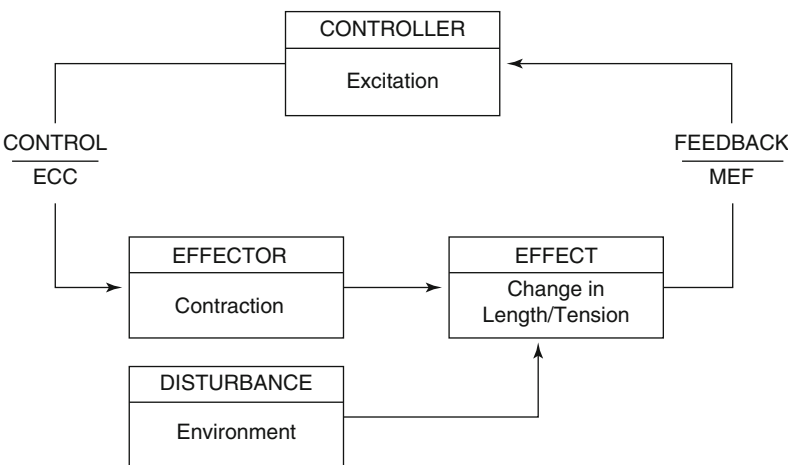 CONTROLLER
Excitation
CONTROL
ECC
FEEDBACK
MEF
EFFECTOR
Contraction
EFFECT
Change in
Length/Tension
DISTURBANCE
Environment